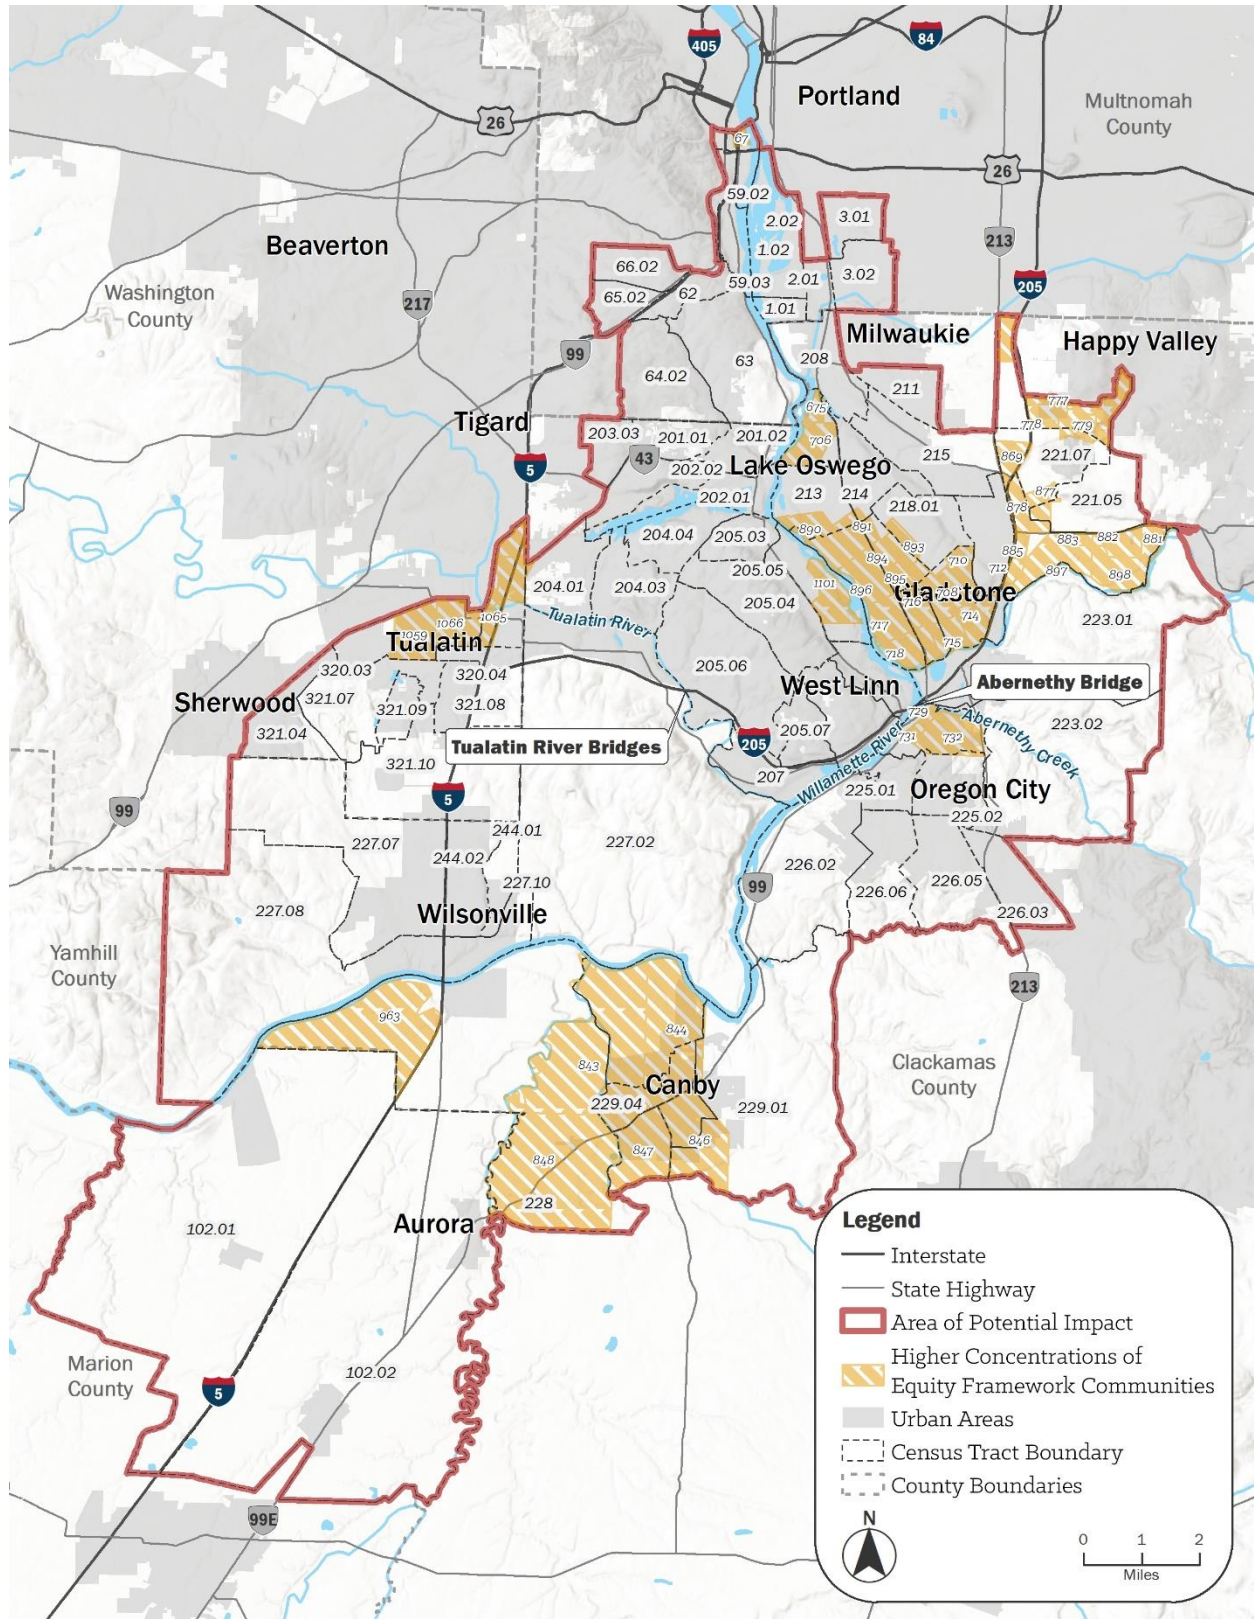 405
84
Portland
Multnomah
County
26
67
26
59.02
3.01
2.02
213
Beaverton
1.02
66.02
3.02
59.03
2.01
205
Washington
County
65.02
62
217
1.01
Milwaukie
Happy Valley
99
63
208
64.02
211
777
675
Tigard
778
779
203.03
201.01
201.02
706
43
215
869
221.07
5
202.02
Lake Oswego
202.01
213
214
877
221.05
218.01
878
890
891
204.04
205.03
893
885
883
882
881
894
710
205.05
712
897
898
204.01
204.03
1101
896
895
708
Gladstone
205.04
716
1065
1066
1059
Tualatin River
717
714
223.01
Tualatin
718
715
320.03
205.06
320.04
West Linn
Abernethy Bridge
Sherwood
321.07
321.09
321.08
729
321.04
205.07
731
732
Abernethy Creek
223.02
Tualatin River Bridges
205
321.10
207
Willamette River
225.01
Oregon City
99
5
225.02
244.01
227.07
227.02
244.02
226.02
227.10
99
226.06
226.05
227.08
Wilsonville
226.03
Yamhill
County
213
963
844
843
Clackamas
County
Canby
229.04
229.01
846
847
848
228
102.01
Aurora
Marion
County
102.02
5
99E
Legend
Interstate
State Highway
Area of Potential Impact
Higher Concentrations of
Equity Framework Communities
Urban Areas
Census Tract Boundary
County Boundaries
N
0 1 2
Miles